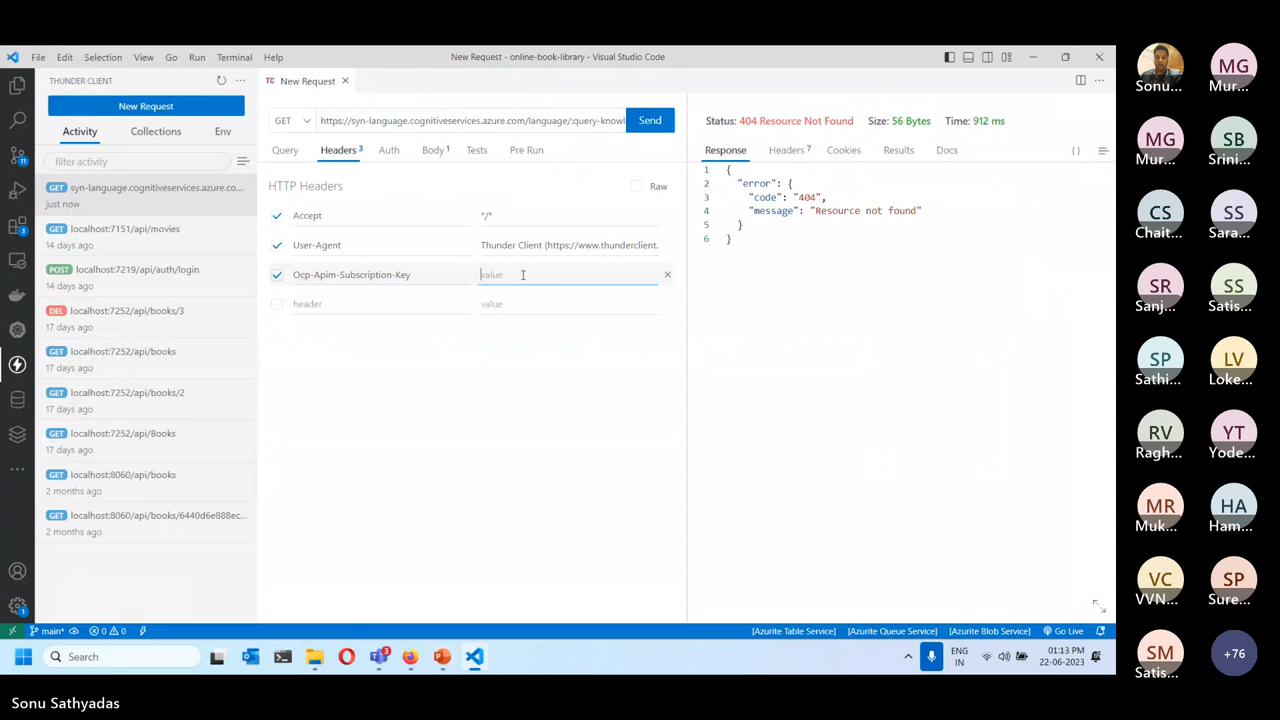 File Edit Selection View Go Run Terminal Help
New Request - online-book-library - Visual Studio Code
THUNDER CLIENT
New Request
Activity Collections Env
filter activity
GET syn-language.cognitiveservices.azure.co...
just now
GET localhost:7151/api/movies
14 days ago
POST localhost:7219/api/auth/login
14 days ago
DEL localhost:7252/api/books/3
17 days ago
GET localhost:7252/api/books
17 days ago
GET localhost:7252/api/books/2
17 days ago
GET localhost:7252/api/Books
17 days ago
GET localhost:8060/api/books
2 months ago
GET localhost:8060/api/books/6440d6e888ec...
2 months ago
11
3
1
TC New Request
GET https://syn-language.cognitiveservices.azure.com/language/:query-knowl Send
Query Headers 3 Auth Body 1 Tests Pre Run
HTTP Headers Raw
Accept */*
User-Agent Thunder Client (https://www.thunderclient.
Ocp-Apim-Subscription-Key value
header value
Status: 404 Resource Not Found Size: 56 Bytes Time: 912 ms
Response Headers 7 Cookies Results Docs { }
1 {
2 "error": {
3 "code": "404",
4 "message": "Resource not found"
5 }
6 }
main* 0 0 [Azurite Table Service] [Azurite Queue Service] [Azurite Blob Service] Go Live
Search 3 ENG IN 01:13 PM 22-06-2023
Sonu Sathyadas
Sonu...
MG Mur...
MG Mur...
SB Srini...
CS Chait...
SS Sara...
SR Sanj...
SS Satis...
SP Sathi...
LV Loke...
RV Ragh...
YT Yode...
MR Muk...
HA Ham...
VC VVN...
SP Sure...
SM Satis...
+76